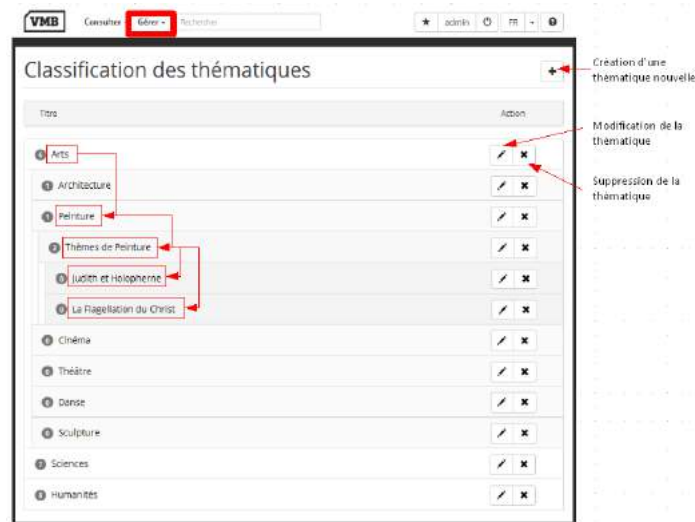 VMB Consulter Gérer Rechercher admin FR
Classification des thématiques
Création d'une
thématique nouvelle
Titre Action
Modification de la
thématique
Arts
Suppression de la
thématique
Architecture
Peinture
Thèmes de Peinture
Judith et Holopherne
La Flagellation du Christ
Cinéma
Théâtre
Danse
Sculpture
Sciences
Humanités